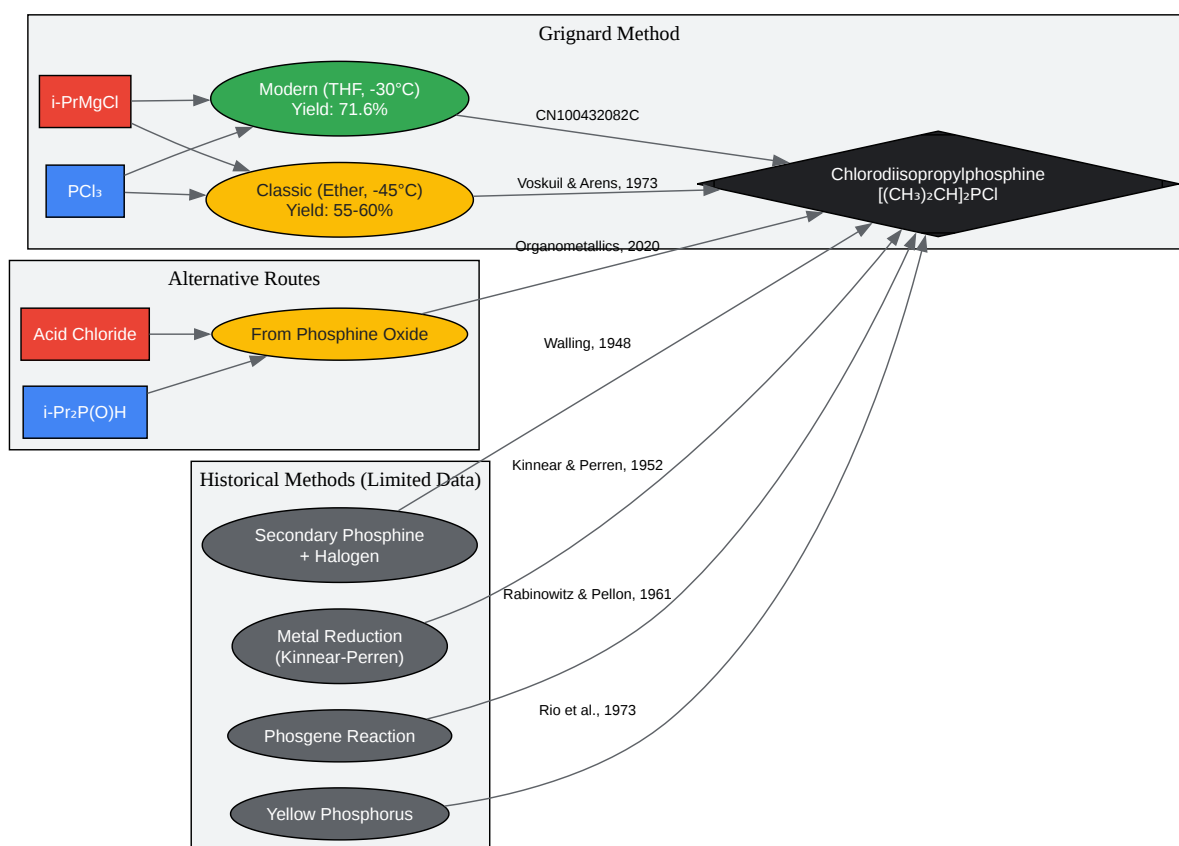 Grignard Method
i-PrMgCl
Modern (THF, -30°C)
Yield: 71.6%
CN100432082C
PCl₃
Classic (Ether, -45°C)
Yield: 55-60%
Voskuil & Arens, 1973
Chlorodiisopropylphosphine
[(CH₃)₂CH]₂PCl
Organometallics, 2020
Alternative Routes
Acid Chloride
From Phosphine Oxide
i-Pr₂P(O)H
Walling, 1948
Historical Methods (Limited Data)
Secondary Phosphine
+ Halogen
Kinnear & Perren, 1952
Metal Reduction
(Kinnear-Perren)
Rabinowitz & Pellon, 1961
Phosgene Reaction
Rio et al., 1973
Yellow Phosphorus